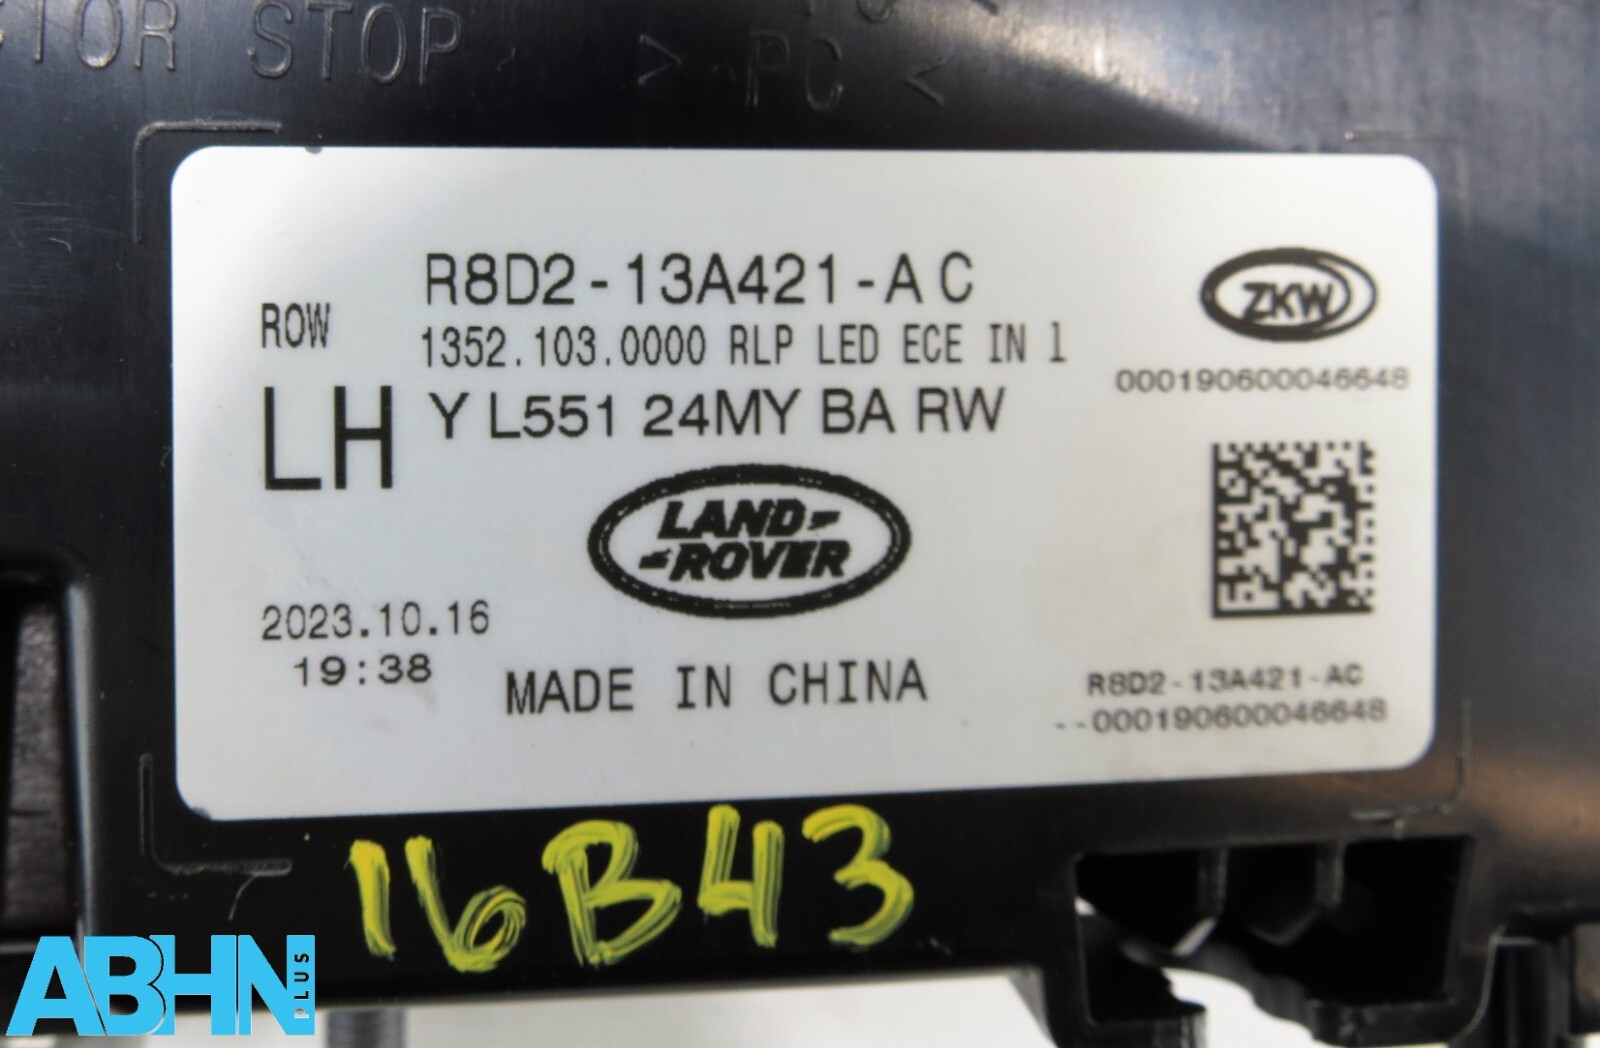 TOR STOP > PC <
R8D2-13A421-AC
ROW
1352.103.0000 RLP LED ECE IN 1
LH
Y L551 24MY BA RW
ZKW
000190600046648
LAND-
-ROVER
2023.10.16
19:38
MADE IN CHINA
R8D2-13A421-AC
--000190600046648
16B43
ABHN PLUS